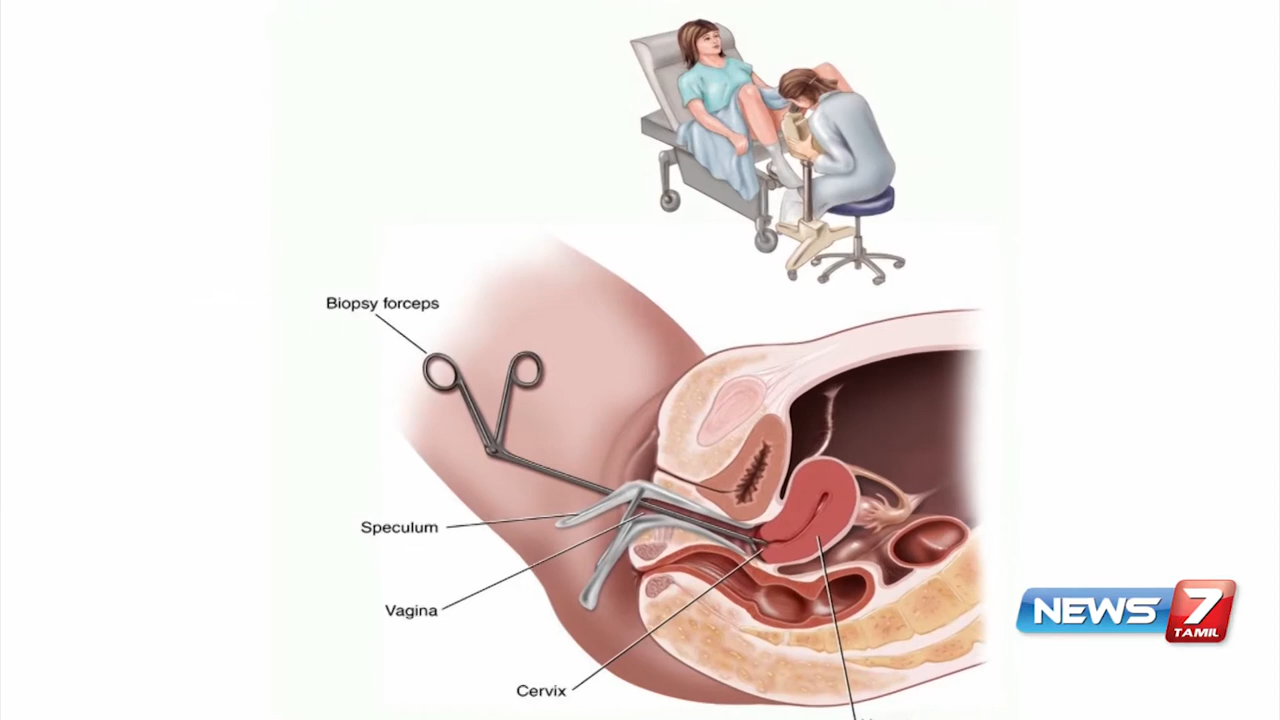 Biopsy forceps
Speculum
Vagina
Cervix
NEWS 7
TAMIL